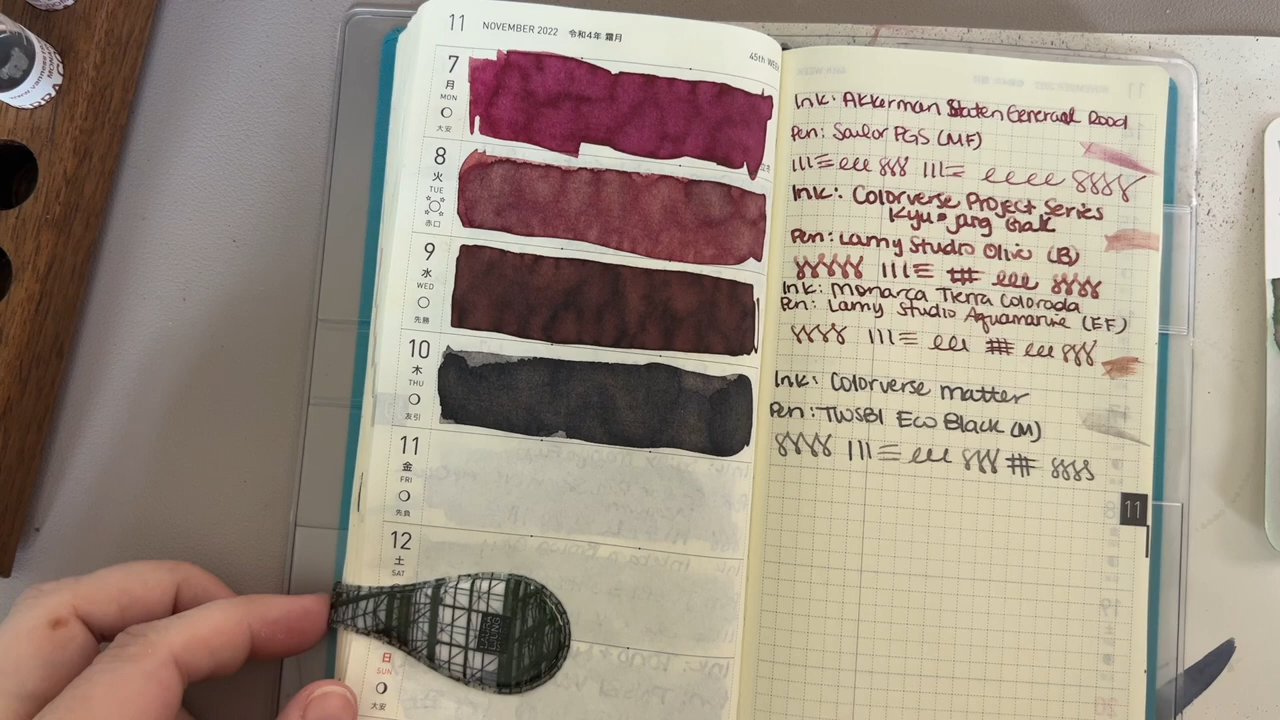 11 NOVEMBER 2022 令和4年 霜月
45th WEEK
7
月
MON
大安
8
火
TUE
赤口
9
水
WED
先勝
10
木
THU
友引
11
金
FRI
先負
12
土
SAT
日
SUN
大安
Ink: Akkerman Staten Generaal Rood
Pen: Sailor PGS (MF)
Ink: Colorverse Project Series
Kyu-jang Gak
Pen: Lamy Studio Olive (B)
Ink: Monarca Tierra Colorada
Pen: Lamy Studio Aquamarine (EF)
Ink: Colorverse matter
Pen: TWSBI Eco Black (M)
11